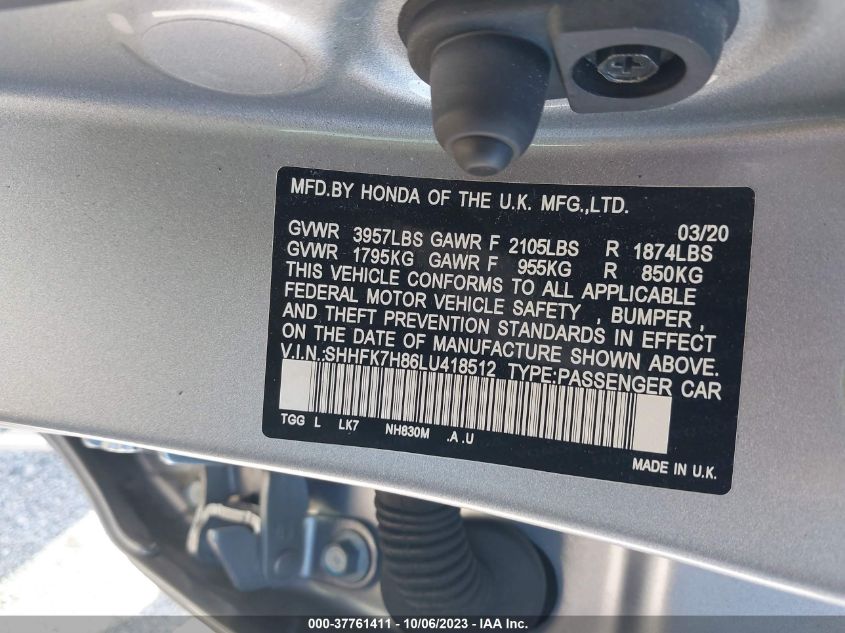 MFD.BY HONDA OF THE U.K. MFG.,LTD.
03/20
GVWR 3957LBS GAWR F 2105LBS R 1874LBS
GVWR 1795KG GAWR F 955KG R 850KG
THIS VEHICLE CONFORMS TO ALL APPLICABLE
FEDERAL MOTOR VEHICLE SAFETY , BUMPER ,
AND THEFT PREVENTION STANDARDS IN EFFECT
ON THE DATE OF MANUFACTURE SHOWN ABOVE.
V.I.N.:SHHFK7H86LU418512 TYPE:PASSENGER CAR
TGG L LK7 NH830M .A .U
MADE IN U.K.
000-37761411 - 10/06/2023 - IAA Inc.